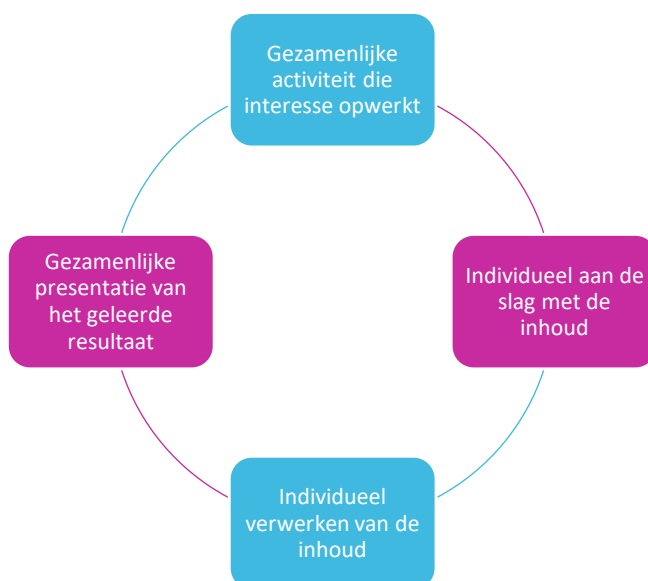 Gezamenlijke
activiteit die
interesse opwerkt
Individueel aan de
slag met de
inhoud
Individueel
verwerken van de
inhoud
Gezamenlijke
presentatie van
het geleerde
resultaat